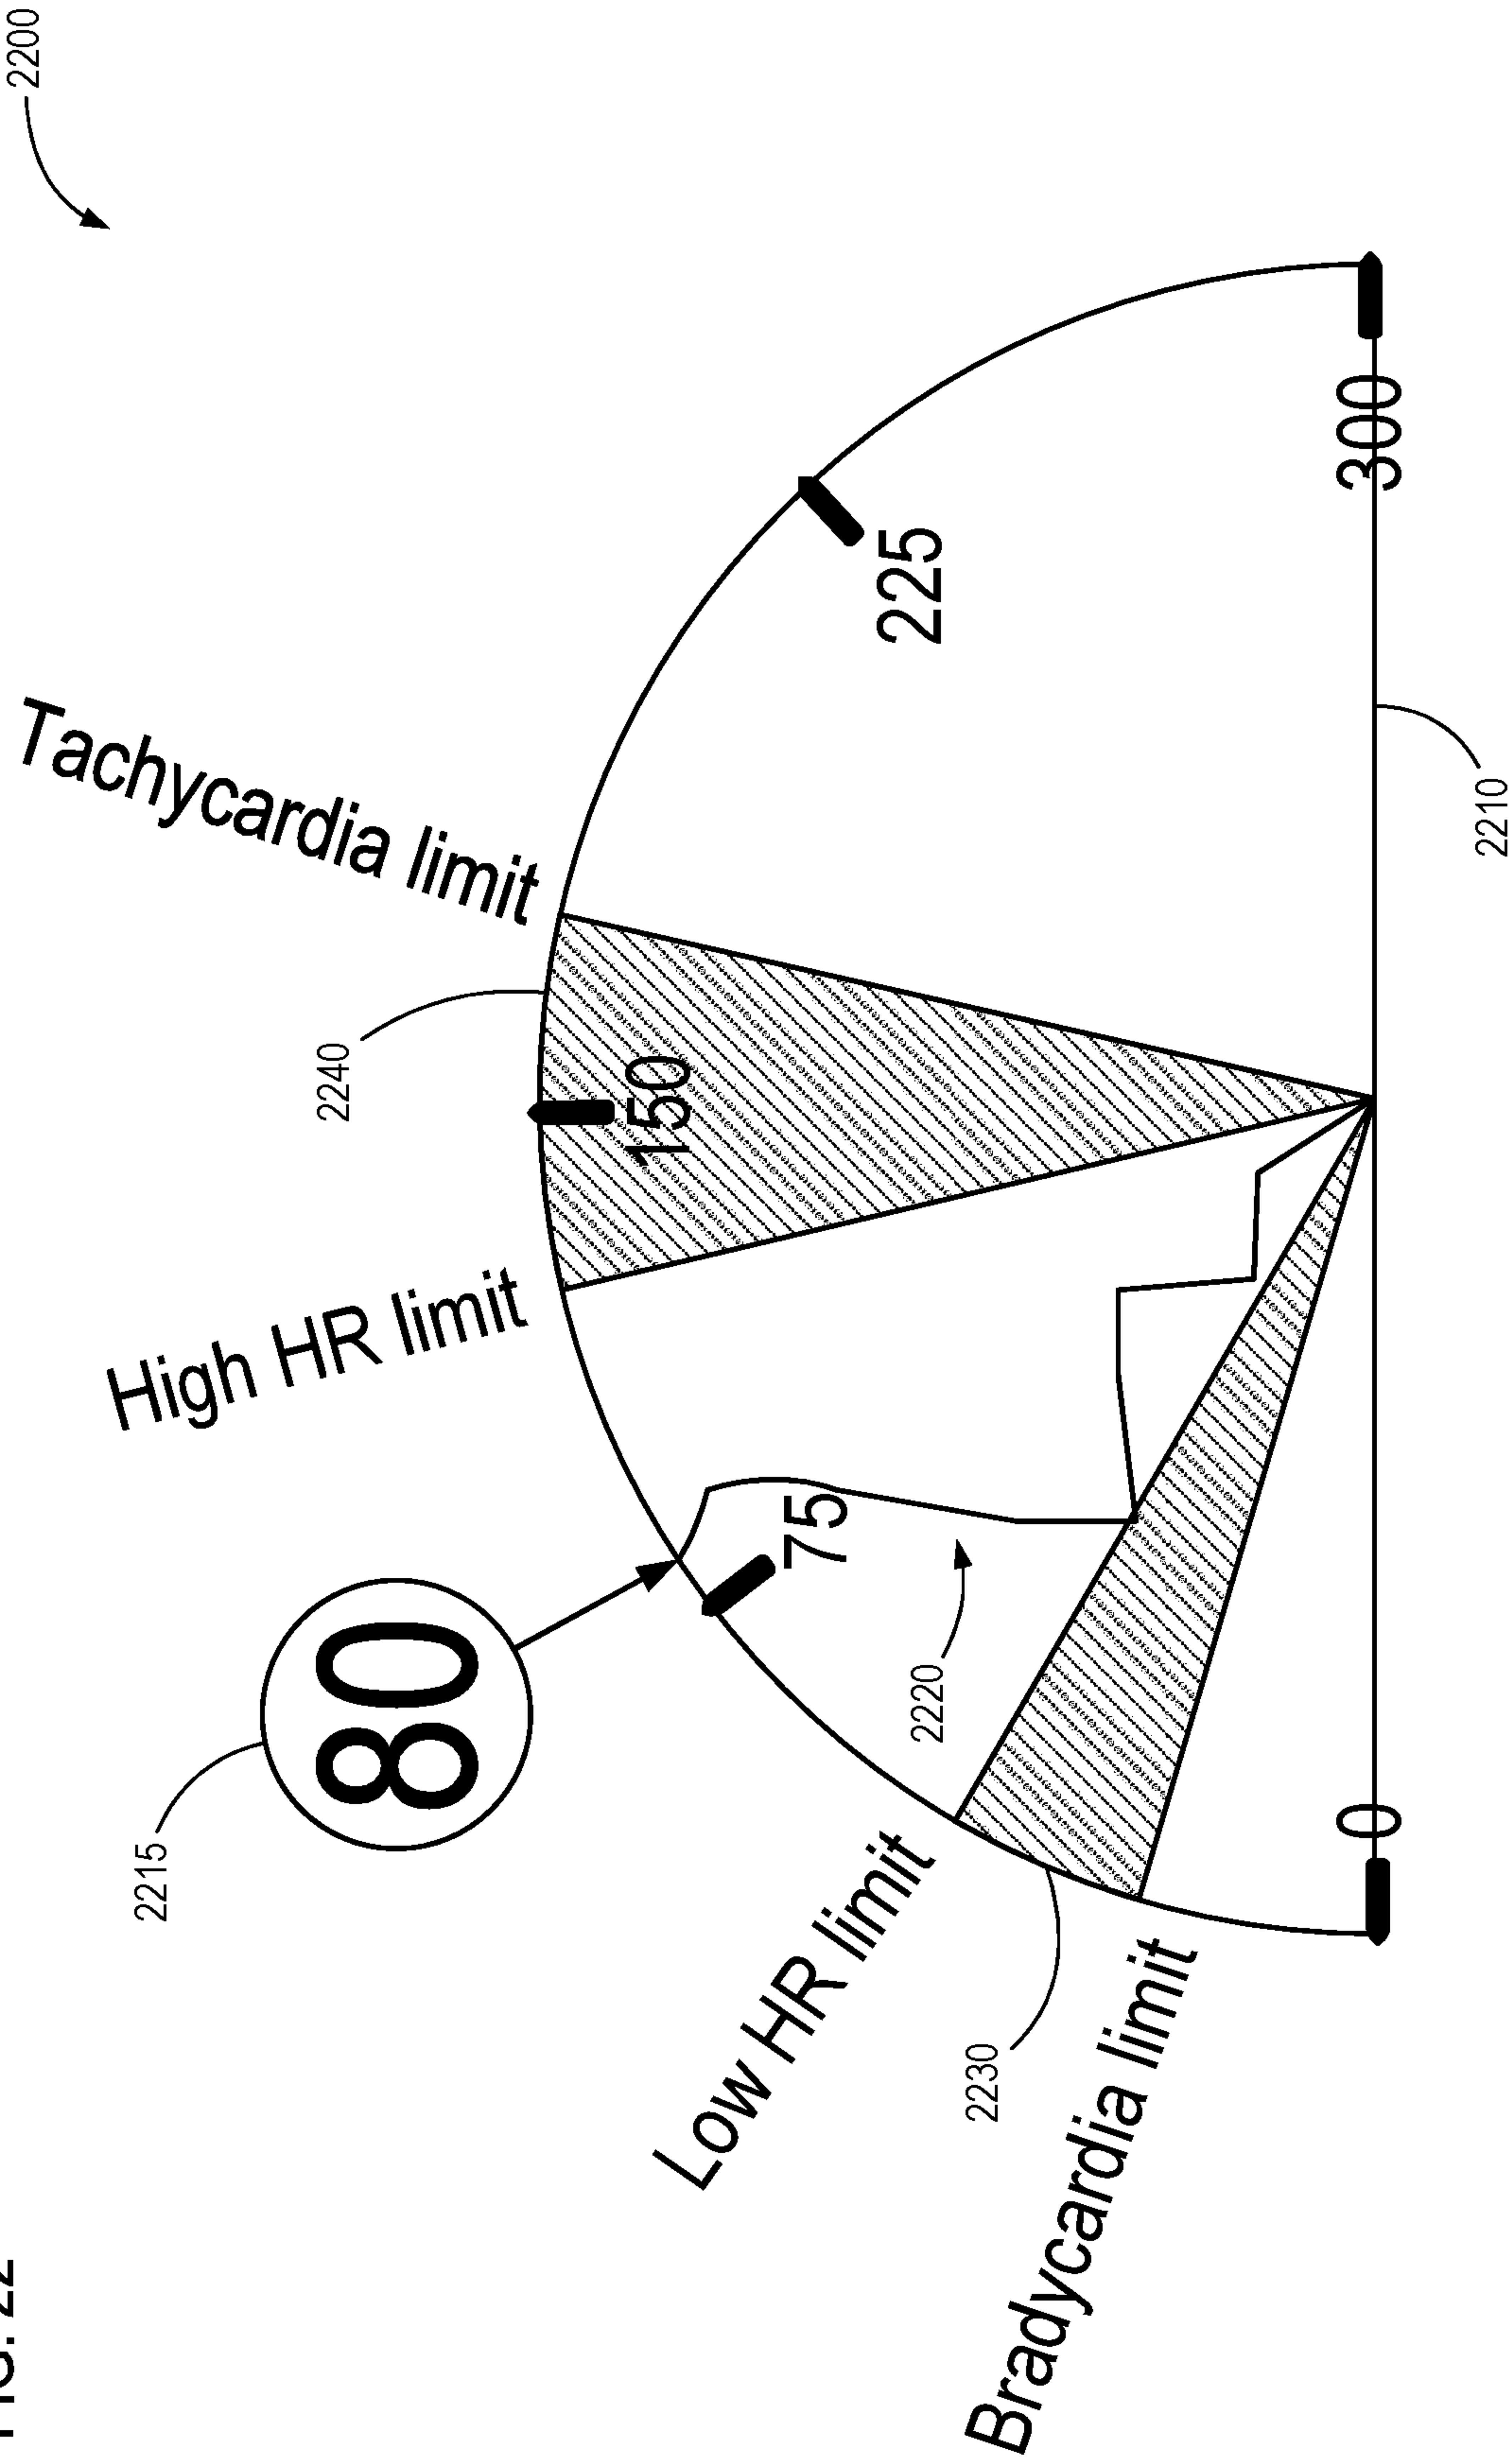 FIG. 22
2200
Tachycardia limit
High HR limit
2215
2240
80
150
Low HR limit
75
225
2220
2230
Bradycardia limit
0
300
2210